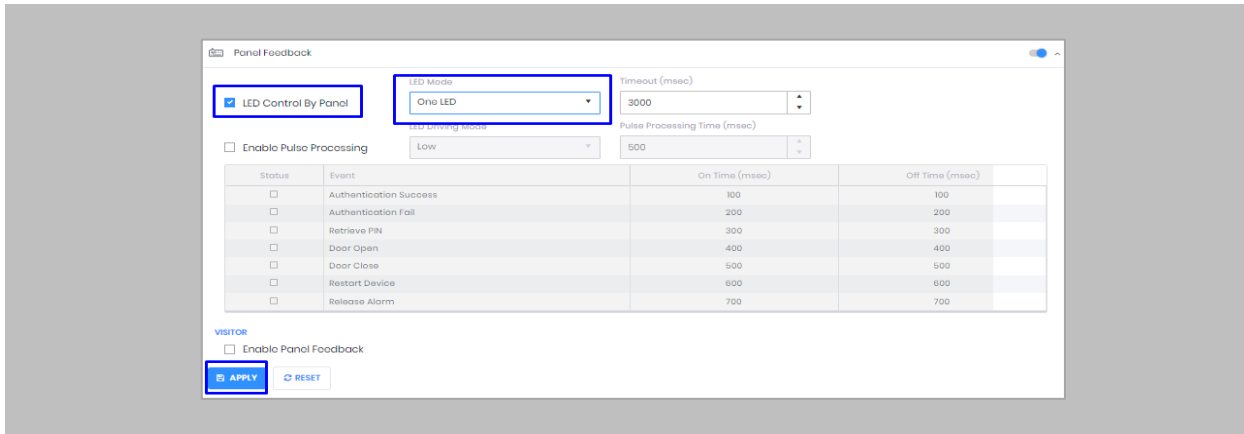 Panel Feedback
LED Mode
Timeout (msec)
LED Control By Panel
One LED
3000
LED Driving Mode
Pulse Processing Time (msec)
Enable Pulse Processing
Low
500
Status Event On Time (msec) Off Time (msec)
Authentication Success 100 100
Authentication Fail 200 200
Retrieve PIN 300 300
Door Open 400 400
Door Close 500 500
Restart Device 600 600
Release Alarm 700 700
VISITOR
Enable Panel Feedback
APPLY RESET